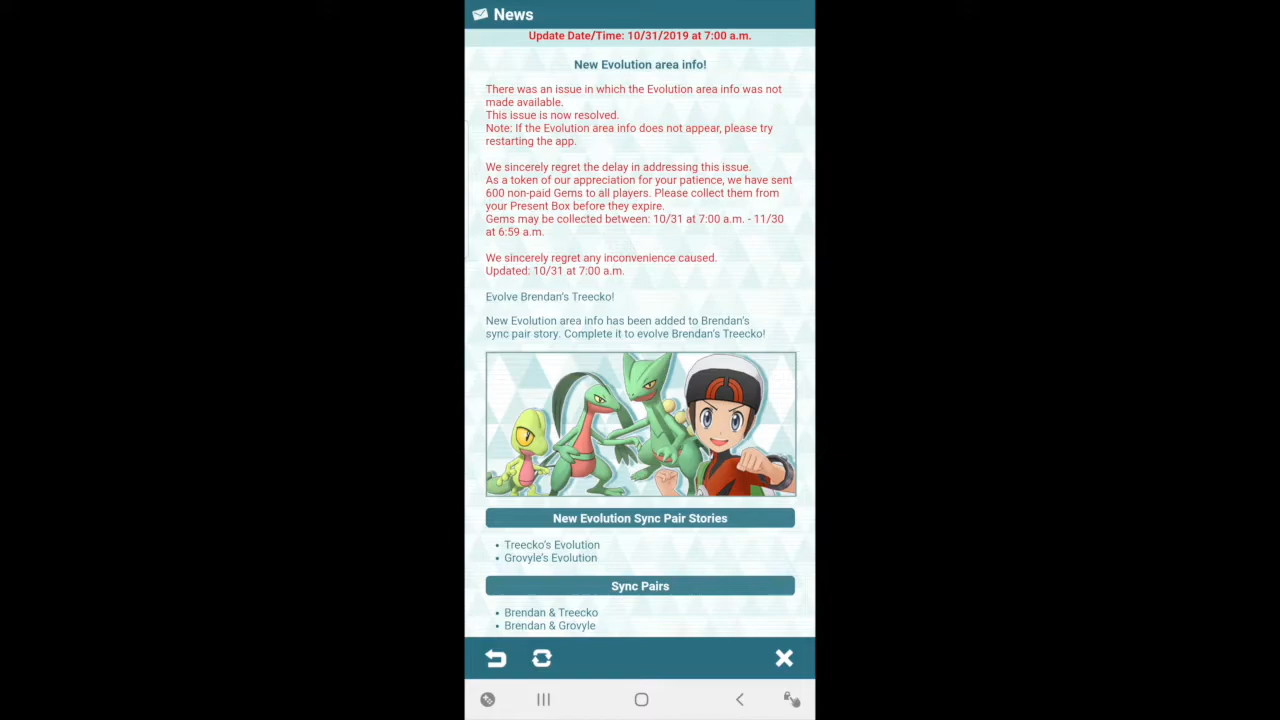 News
Update Date/Time: 10/31/2019 at 7:00 a.m.
New Evolution area info!
There was an issue in which the Evolution area info was not
made available.
This issue is now resolved.
Note: If the Evolution area info does not appear, please try
restarting the app.
We sincerely regret the delay in addressing this issue.
As a token of our appreciation for your patience, we have sent
600 non-paid Gems to all players. Please collect them from
your Present Box before they expire.
Gems may be collected between: 10/31 at 7:00 a.m. - 11/30
at 6:59 a.m.
We sincerely regret any inconvenience caused.
Updated: 10/31 at 7:00 a.m.
Evolve Brendan's Treecko!
New Evolution area info has been added to Brendan's
sync pair story. Complete it to evolve Brendan's Treecko!
New Evolution Sync Pair Stories
• Treecko's Evolution
• Grovyle's Evolution
Sync Pairs
• Brendan & Treecko
• Brendan & Grovyle